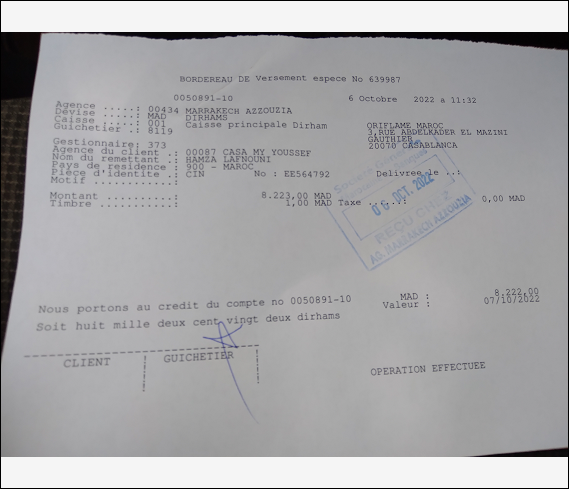 BORDEREAU DE Versement espece No 639987
0050891-10 6 Octobre 2022 a 11:32
Agence .....: 00434 MARRAKECH AZZOUZIA
Devise .....: MAD DIRHAMS
Caisse .....: 001 Caisse principale Dirham
Guichetier .: 8119
ORIFLAME MAROC
3,RUE ABDELKADER EL MAZINI
GAUTHIER
20070 CASABLANCA
Gestionnaire: 373
Agence du client .: 00087 CASA MY YOUSSEF
Nom du remettant .: HAMZA LAFNOUNI
Pays de residence : 900 - MAROC
Pièce d'identite .: CIN No : EE564792 Delivree le ..:
Motif ............:
Montant ..........: 8.223,00 MAD
Timbre ...........: 1,00 MAD Taxe .....: 0,00 MAD
06 OCT. 2022
RECU CHEZ
AG. MARRAKECH AZZOUZIA
Nous portons au credit du compte no 0050891-10 MAD : 8.222,00
Valeur : 07/10/2022
Soit huit mille deux cent vingt deux dirhams
CLIENT GUICHETIER
OPERATION EFFECTUEE